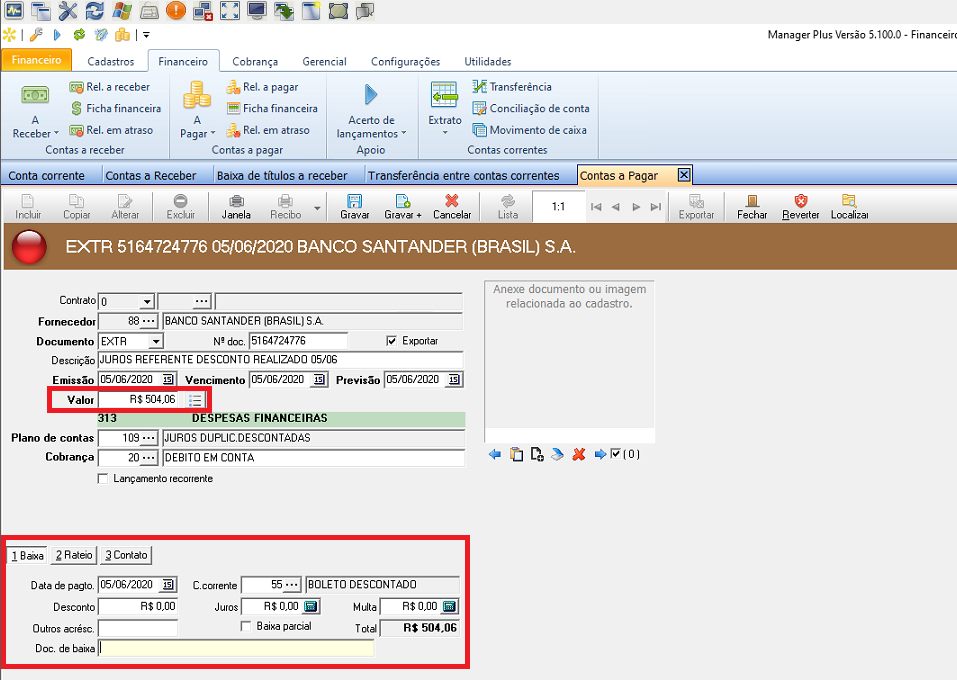 Manager Plus Versão 5.100.0 - Financeiro
Financeiro Cadastros Financeiro Cobrança Gerencial Configurações Utilidades
A Receber
Rel. a receber
Ficha financeira
Rel. em atraso
Contas a receber
A Pagar
Rel. a pagar
Ficha financeira
Rel. em atraso
Contas a pagar
Acerto de lançamentos
Apoio
Extrato
Transferência
Conciliação de conta
Movimento de caixa
Contas correntes
Conta corrente Contas a Receber Baixa de títulos a receber Transferência entre contas correntes Contas a Pagar
Incluir Copiar Alterar Excluir Janela Recibo Gravar Gravar + Cancelar Lista 1:1 Exportar Fechar Reverter Localizar
EXTR 5164724776 05/06/2020 BANCO SANTANDER (BRASIL) S.A.
Anexe documento ou imagem
relacionada ao cadastro.
Contrato 0 ...
Fornecedor 88 ... BANCO SANTANDER (BRASIL) S.A.
Documento EXTR Nº doc. 5164724776 Exportar
Descrição JUROS REFERENTE DESCONTO REALIZADO 05/06
Emissão 05/06/2020 15 Vencimento 05/06/2020 15 Previsão 05/06/2020 15
Valor R$ 504,06
313 DESPESAS FINANCEIRAS
Plano de contas 109 ... JUROS DUPLIC.DESCONTADAS
Cobrança 20 ... DEBITO EM CONTA
( 0 )
Lançamento recorrente
1 Baixa 2 Rateio 3 Contato
Data de pagto. 05/06/2020 15 C.corrente 55 ... BOLETO DESCONTADO
Desconto R$ 0,00 Juros R$ 0,00 Multa R$ 0,00
Outros acrésc. Baixa parcial Total R$ 504,06
Doc. de baixa